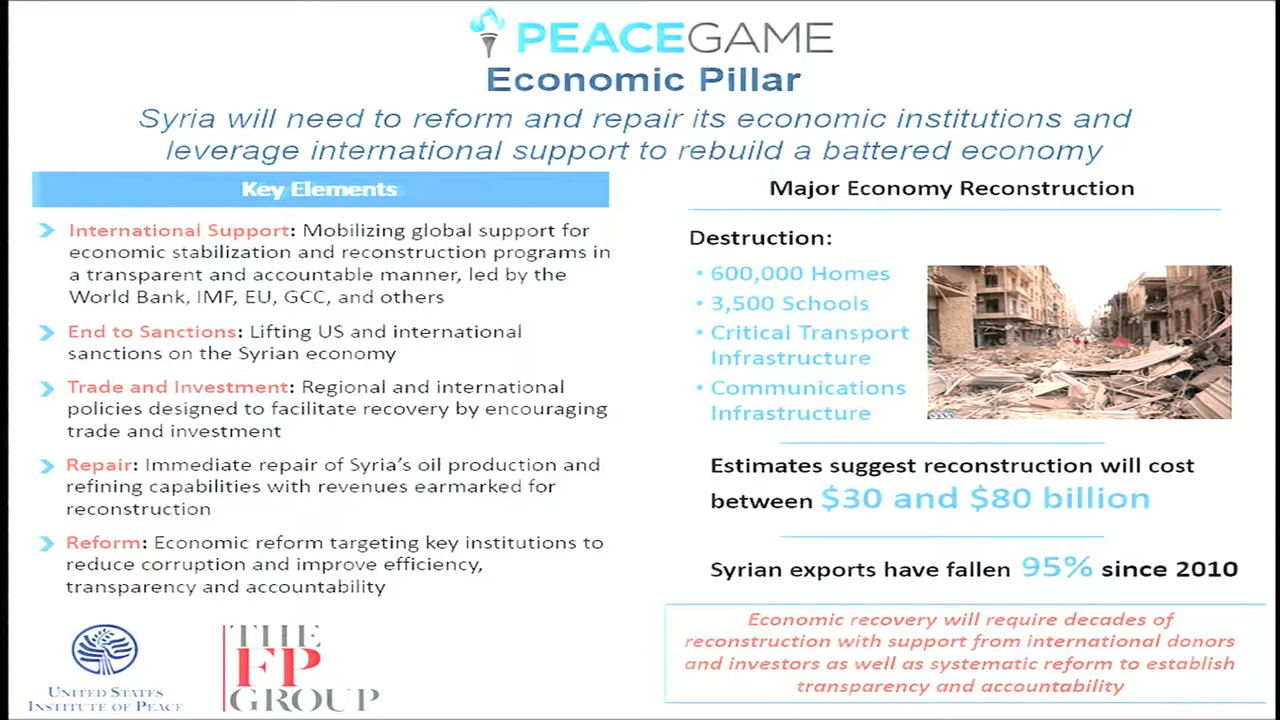 PEACEGAME
Economic Pillar
Syria will need to reform and repair its economic institutions and
leverage international support to rebuild a battered economy
Key Elements
International Support: Mobilizing global support for
economic stabilization and reconstruction programs in
a transparent and accountable manner, led by the
World Bank, IMF, EU, GCC, and others
End to Sanctions: Lifting US and international
sanctions on the Syrian economy
Trade and Investment: Regional and international
policies designed to facilitate recovery by encouraging
trade and investment
Repair: Immediate repair of Syria's oil production and
refining capabilities with revenues earmarked for
reconstruction
Reform: Economic reform targeting key institutions to
reduce corruption and improve efficiency,
transparency and accountability
UNITED STATES
INSTITUTE OF PEACE
THE
FP
GROUP
Major Economy Reconstruction
Destruction:
• 600,000 Homes
• 3,500 Schools
• Critical Transport
Infrastructure
• Communications
Infrastructure
Estimates suggest reconstruction will cost
between $30 and $80 billion
Syrian exports have fallen 95% since 2010
Economic recovery will require decades of
reconstruction with support from international donors
and investors as well as systematic reform to establish
transparency and accountability